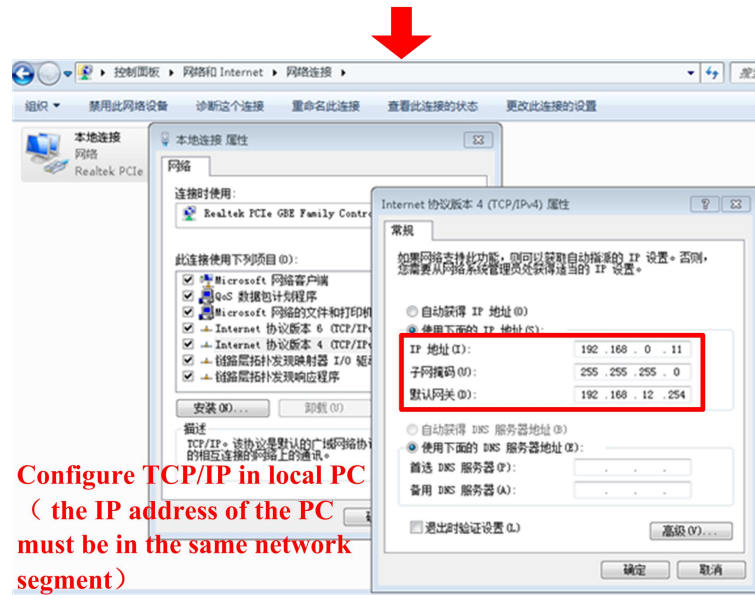 控制面板 ▸ 网络和 Internet ▸ 网络连接 ▸
组织 ▼ 禁用此网络设备 诊断这个连接 重命名此连接 查看此连接的状态 更改此连接的设置
本地连接
网络
Realtek PCIe
本地连接 属性
网络
连接时使用:
Realtek PCIe GBE Family Contr
此连接使用下列项目(O):
Microsoft 网络客户端
QoS 数据包计划程序
Microsoft 网络的文件和打印机
Internet 协议版本 6 (TCP/IP
Internet 协议版本 4 (TCP/IP
链路层拓扑发现映射器 I/O 驱
链路层拓扑发现响应程序
安装(N)... 卸载(U)
描述
TCP/IP。该协议是默认的广域网络协
的相互连接的网络上的通讯。
Internet 协议版本 4 (TCP/IPv4) 属性
常规
如果网络支持此功能，则可以获取自动指派的 IP 设置。否则，
您需要从网络系统管理员处获得适当的 IP 设置。
自动获得 IP 地址(O)
使用下面的 IP 地址(S):
IP 地址(I): 192 .168 . 0 . 11
子网掩码(U): 255 .255 .255 . 0
默认网关(D): 192 .168 . 12 .254
自动获得 DNS 服务器地址(B)
使用下面的 DNS 服务器地址(E):
首选 DNS 服务器(P): . . .
备用 DNS 服务器(A): . . .
退出时验证设置(L)
高级(V)...
确定 取消
Configure TCP/IP in local PC
（ the IP address of the PC
must be in the same network
segment）